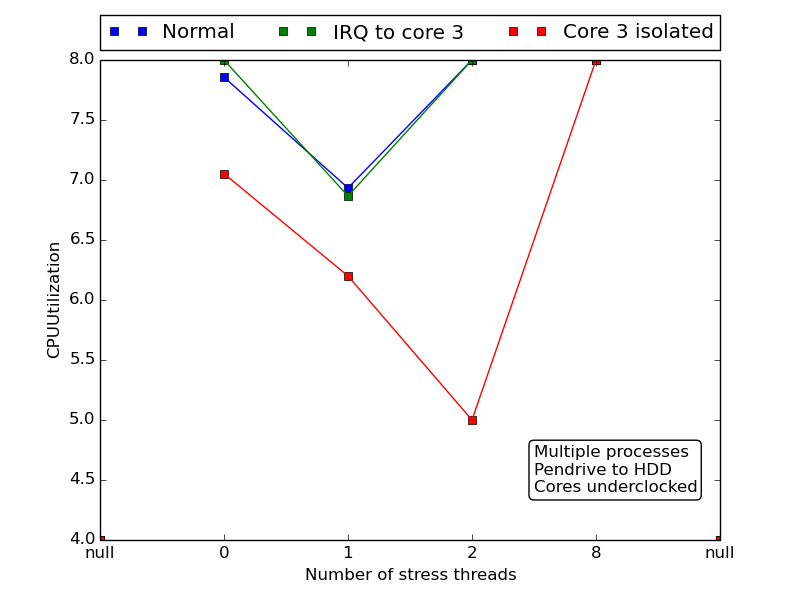 Normal IRQ to core 3 Core 3 isolated
8.0
7.5
7.0
6.5
6.0
5.5
5.0
4.5
4.0
CPUUtilization
Multiple processes
Pendrive to HDD
Cores underclocked
null 0 1 2 8 null
Number of stress threads